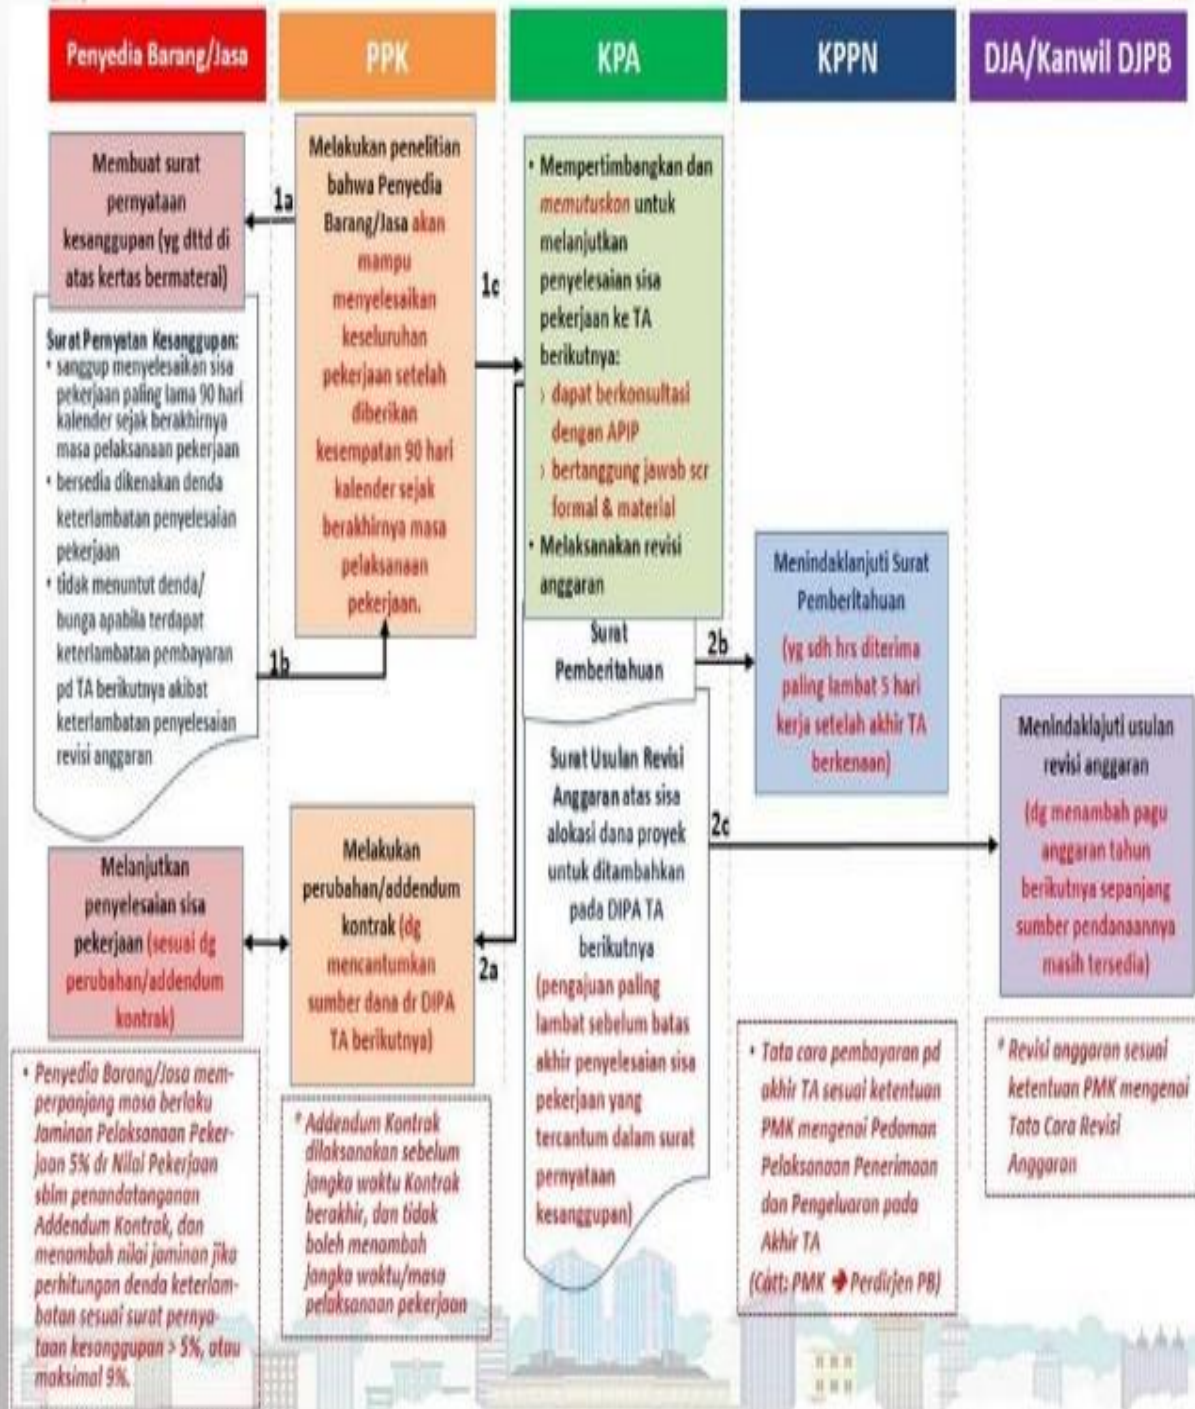 Penyedia Barang/Jasa
PPK
KPA
KPPN
DJA/Kanwil DJPB
Membuat surat
pernyataan
kesanggupan (yg dttd di
atas kertas bermaterai)
Surat Pernyatan Kesanggupan:
• sanggup menyelesaikan sisa
pekerjaan paling lama 90 hari
kalender sejak berakhirnya
masa pelaksanaan pekerjaan
• bersedia dikenakan denda
keterlambatan penyelesaian
pekerjaan
• tidak menuntut denda/
bunga apabila terdapat
keterlambatan pembayaran
pd TA berikutnya akibat
keterlambatan penyelesaian
revisi anggaran
1a
1b
Melakukan penelitian
bahwa Penyedia
Barang/Jasa akan
mampu
menyelesaikan
keseluruhan
pekerjaan setelah
diberikan
kesempatan 90 hari
kalender sejak
berakhirnya masa
pelaksanaan
pekerjaan.
1c
• Mempertimbangkan dan
memutuskan untuk
melanjutkan
penyelesaian sisa
pekerjaan ke TA
berikutnya:
› dapat berkonsultasi
dengan APIP
› bertanggung jawab scr
formal & material
• Melaksanakan revisi
anggaran
Surat
Pemberitahuan
2b
Menindaklanjuti Surat
Pemberitahuan
(yg sdh hrs diterima
paling lambat 5 hari
kerja setelah akhir TA
berkenaan)
Surat Usulan Revisi
Anggaran atas sisa
alokasi dana proyek
untuk ditambahkan
pada DIPA TA
berikutnya
(pengajuan paling
lambat sebelum batas
akhir penyelesaian sisa
pekerjaan yang
tercantum dalam surat
pernyataan
kesanggupan)
2c
Menindaklajuti usulan
revisi anggaran
(dg menambah pagu
anggaran tahun
berikutnya sepanjang
sumber pendanaannya
masih tersedia)
Melanjutkan
penyelesaian sisa
pekerjaan (sesuai dg
perubahan/addendum
kontrak)
Melakukan
perubahan/addendum
kontrak (dg
mencantumkan
sumber dana dr DIPA
TA berikutnya)
2a
• Penyedia Barang/Jasa mem-
perpanjang masa berlaku
Jaminan Pelaksanaan Peker-
jaan 5% dr Nilai Pekerjaan
sblm penandatanganan
Addendum Kontrak, dan
menambah nilai jaminan jika
perhitungan denda keterlam-
batan sesuai surat pernya-
taan kesanggupan > 5%, atau
maksimal 9%.
* Addendum Kontrak
dilaksanakan sebelum
jangka waktu Kontrak
berakhir, dan tidak
boleh menambah
jangka waktu/masa
pelaksanaan pekerjaan
• Tata cara pembayaran pd
akhir TA sesuai ketentuan
PMK mengenai Pedoman
Pelaksanaan Penerimaan
dan Pengeluaran pada
Akhir TA
(Catt: PMK → Perdirjen PB)
* Revisi anggaran sesuai
ketentuan PMK mengenai
Tata Cara Revisi
Anggaran